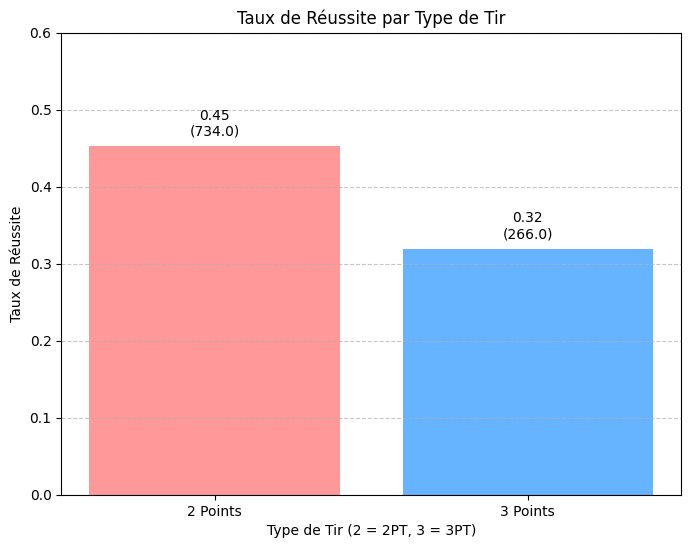 Taux de Réussite par Type de Tir
Taux de Réussite
0.6
0.5
0.4
0.3
0.2
0.1
0.0
0.45
(734.0)
0.32
(266.0)
2 Points
3 Points
Type de Tir (2 = 2PT, 3 = 3PT)